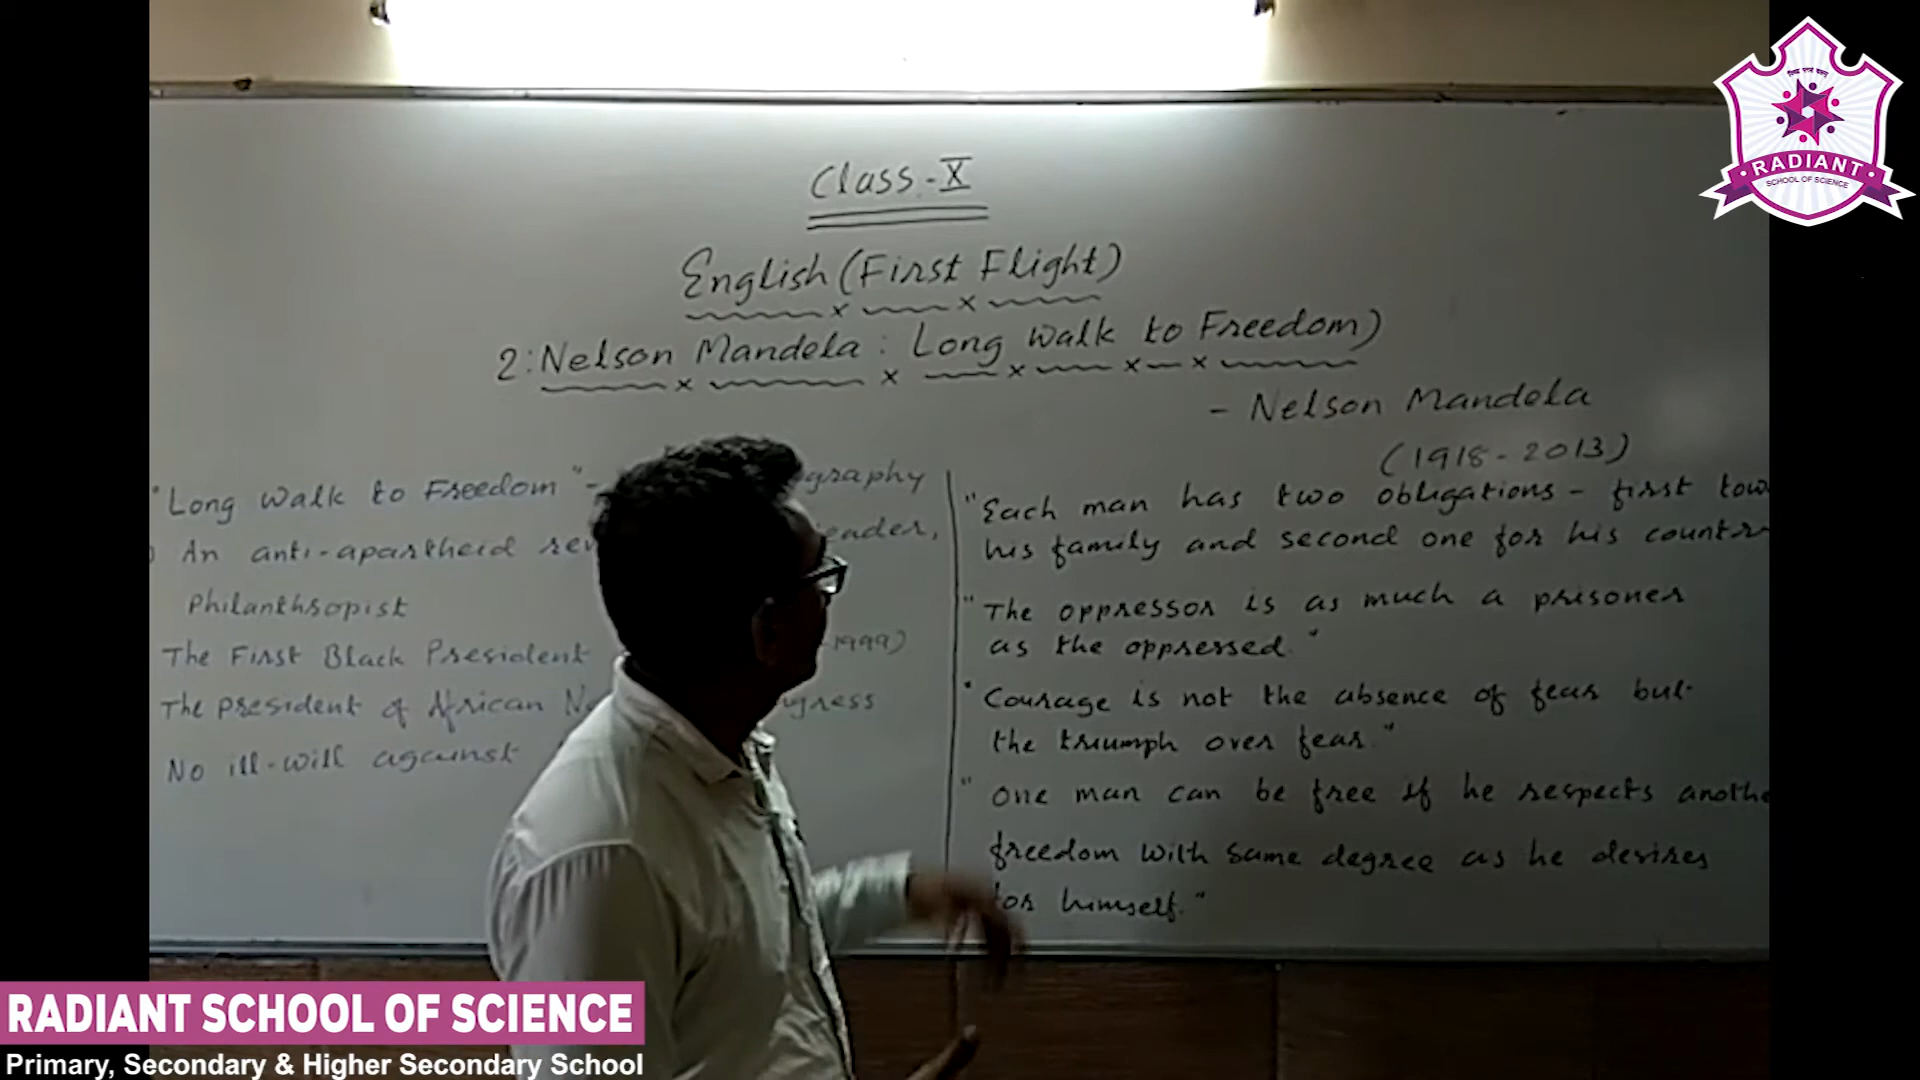 Class-X
English (First Flight)
2: Nelson Mandela : Long Walk to Freedom)
- Nelson Mandela
(1918-2013)
"Long Walk to Freedom" -
An anti-apartheid
Philanthropist
The First Black President 1999)
The president of African
No ill-will against
"Each man has two obligations - first
his family and second one for his
"The oppressor is as much a prisoner
as the oppressed."
"Courage is not the absence of fear but
the triumph over fear."
"One man can be free if he respects
freedom with same degree as he desires
himself."
RADIANT
SCHOOL OF SCIENCE
RADIANT SCHOOL OF SCIENCE
Primary, Secondary & Higher Secondary School